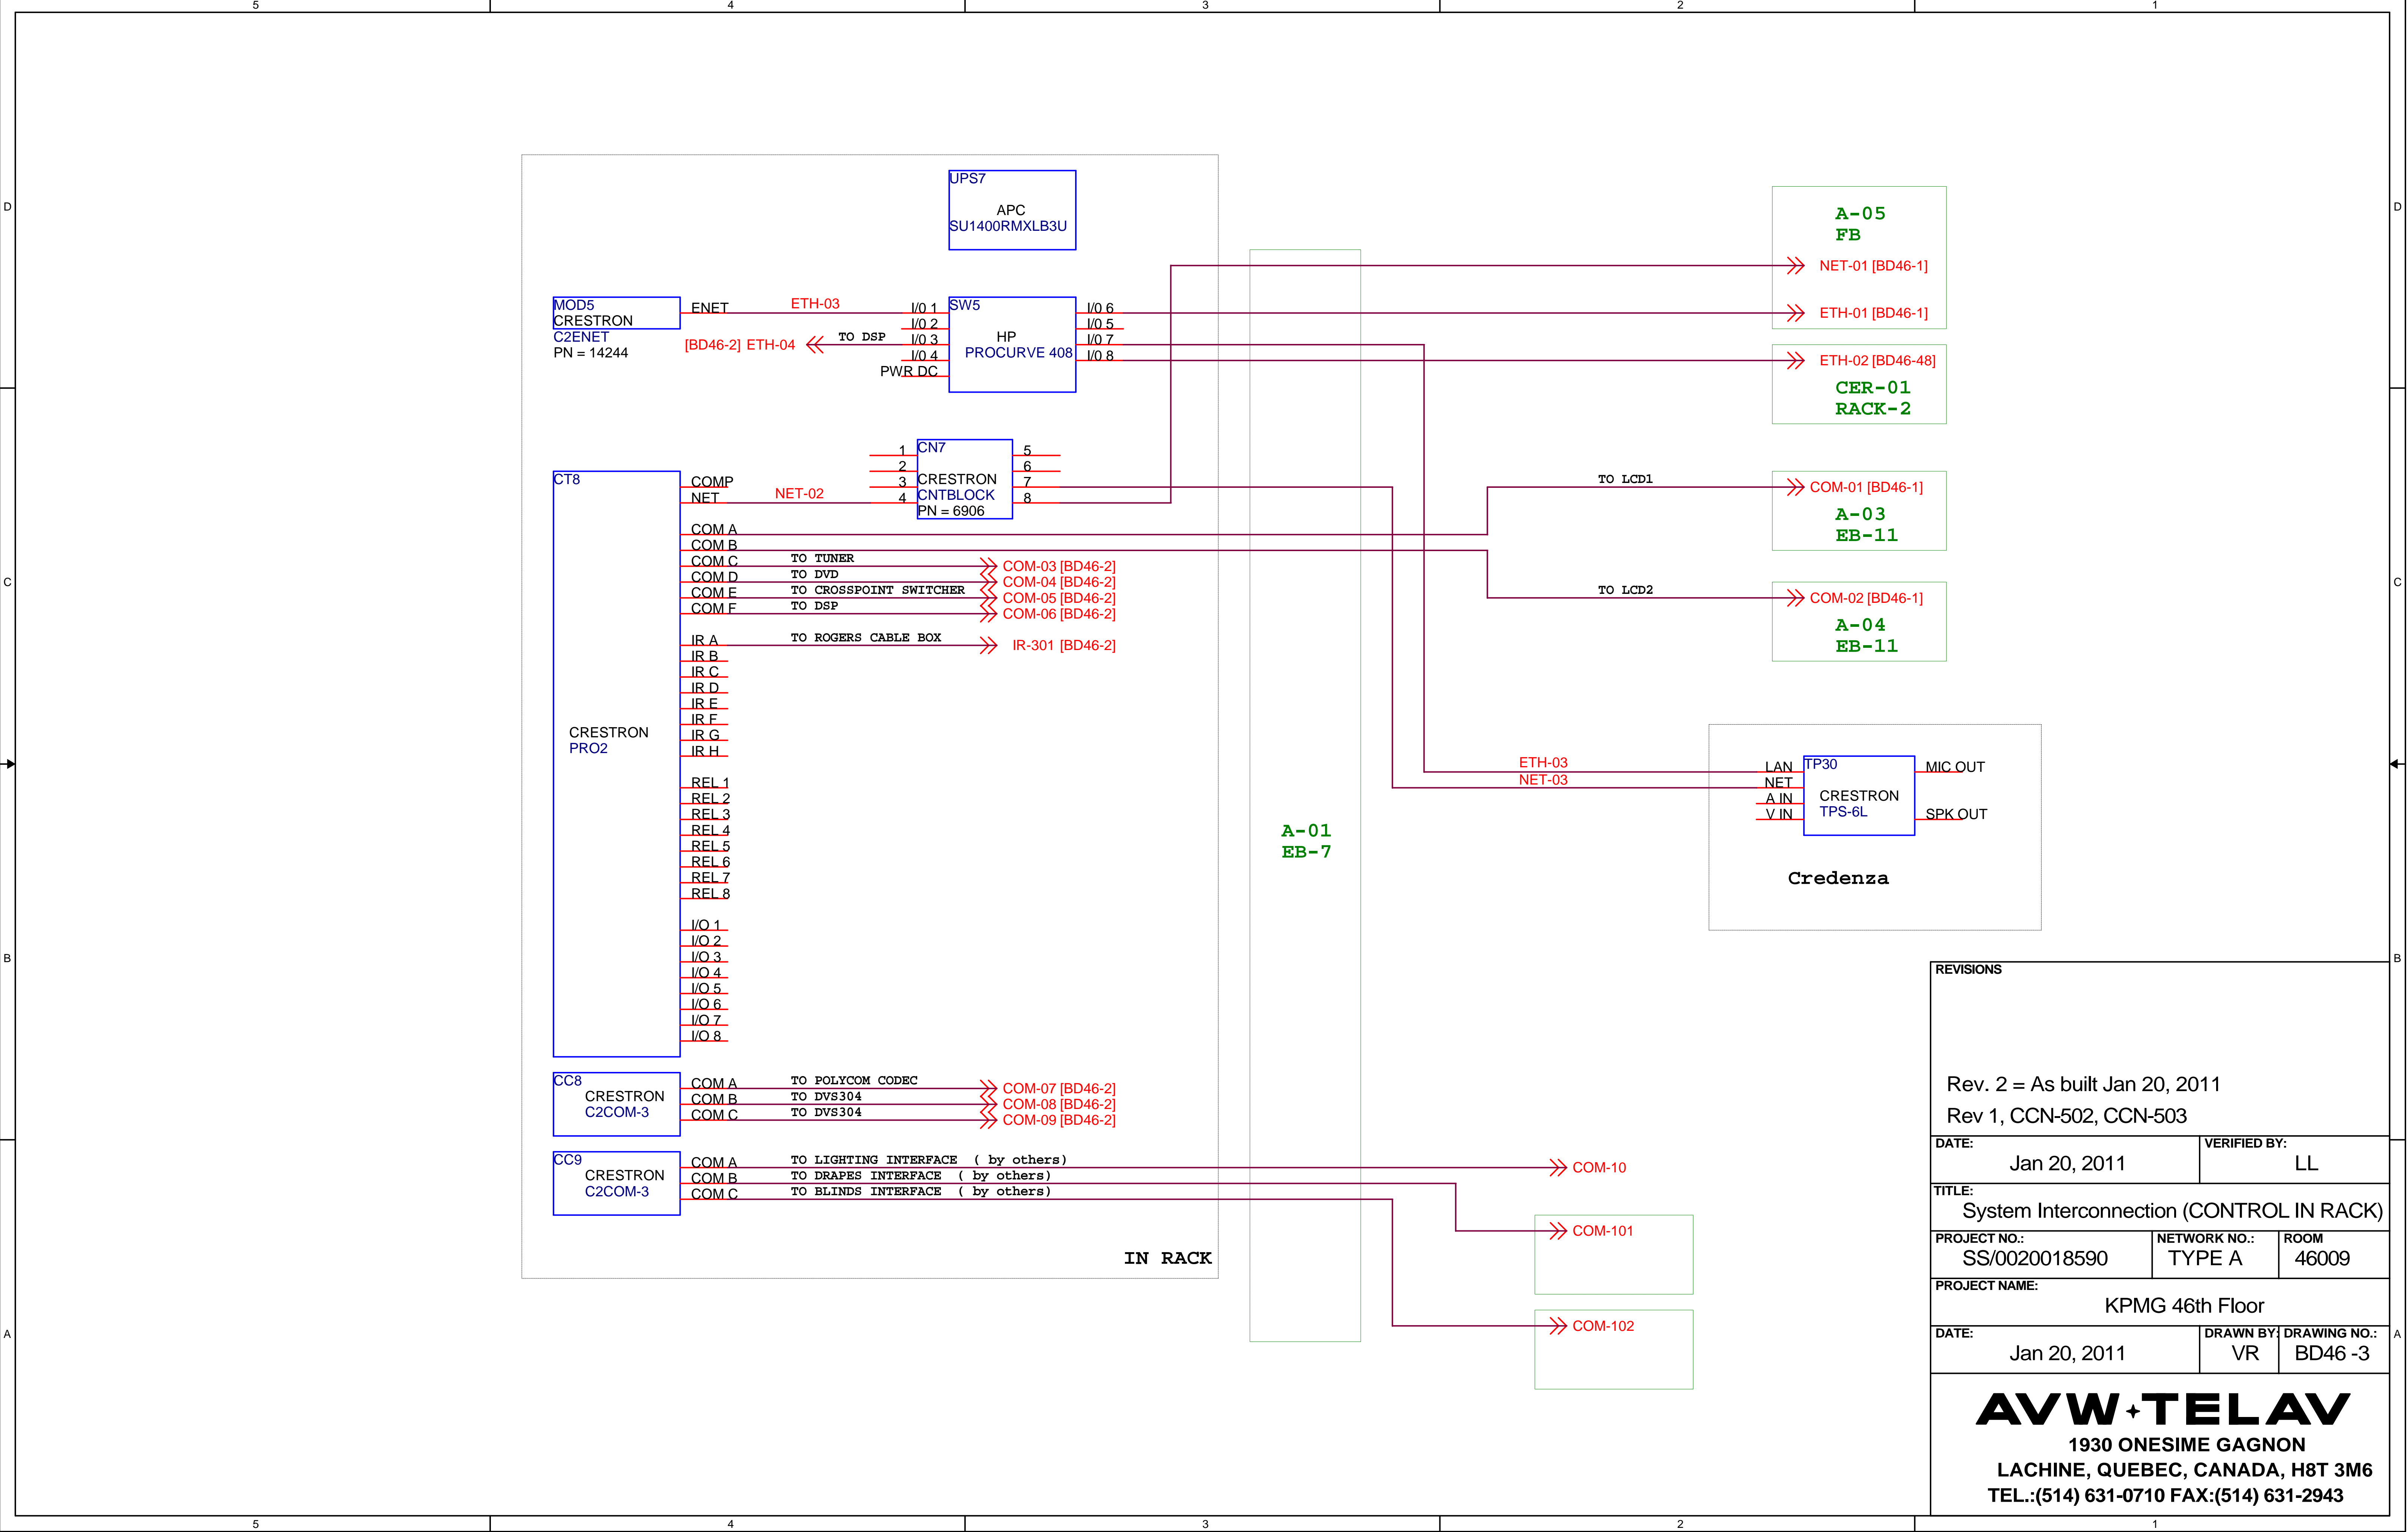 5 4 3 2 1
D D
C C
B B
A A
UPS7
APC
SU1400RMXLB3U
MOD5
CRESTRON
C2ENET
PN = 14244
ENET
ETH-03
[BD46-2] ETH-04
TO DSP
I/0 1
I/0 2
I/0 3
I/0 4
PWR DC
SW5
HP
PROCURVE 408
I/0 6
I/0 5
I/0 7
I/0 8
A-05
FB
NET-01 [BD46-1]
ETH-01 [BD46-1]
ETH-02 [BD46-48]
CER-01
RACK-2
1
2
3
4
CN7
CRESTRON
CNTBLOCK
PN = 6906
5
6
7
8
CT8
CRESTRON
PRO2
COMP
NET
NET-02
COM A
COM B
COM C
COM D
COM E
COM F
TO TUNER
TO DVD
TO CROSSPOINT SWITCHER
TO DSP
COM-03 [BD46-2]
COM-04 [BD46-2]
COM-05 [BD46-2]
COM-06 [BD46-2]
IR A
TO ROGERS CABLE BOX
IR-301 [BD46-2]
IR B
IR C
IR D
IR E
IR F
IR G
IR H
REL 1
REL 2
REL 3
REL 4
REL 5
REL 6
REL 7
REL 8
I/O 1
I/O 2
I/O 3
I/O 4
I/O 5
I/O 6
I/O 7
I/O 8
TO LCD1
COM-01 [BD46-1]
A-03
EB-11
TO LCD2
COM-02 [BD46-1]
A-04
EB-11
A-01
EB-7
ETH-03
NET-03
LAN
NET
A IN
V IN
TP30
CRESTRON
TPS-6L
MIC OUT
SPK OUT
Credenza
CC8
CRESTRON
C2COM-3
COM A
COM B
COM C
TO POLYCOM CODEC
TO DVS304
TO DVS304
COM-07 [BD46-2]
COM-08 [BD46-2]
COM-09 [BD46-2]
CC9
CRESTRON
C2COM-3
COM A
COM B
COM C
TO LIGHTING INTERFACE ( by others)
TO DRAPES INTERFACE ( by others)
TO BLINDS INTERFACE ( by others)
COM-10
COM-101
COM-102
IN RACK
REVISIONS
Rev. 2 = As built Jan 20, 2011
Rev 1, CCN-502, CCN-503
DATE: VERIFIED BY:
Jan 20, 2011 LL
TITLE:
System Interconnection (CONTROL IN RACK)
PROJECT NO.: NETWORK NO.: ROOM
SS/0020018590 TYPE A 46009
PROJECT NAME:
KPMG 46th Floor
DATE: DRAWN BY: DRAWING NO.:
Jan 20, 2011 VR BD46 -3
AVW TELAV
1930 ONESIME GAGNON
LACHINE, QUEBEC, CANADA, H8T 3M6
TEL.:(514) 631-0710 FAX:(514) 631-2943
5 4 3 2 1